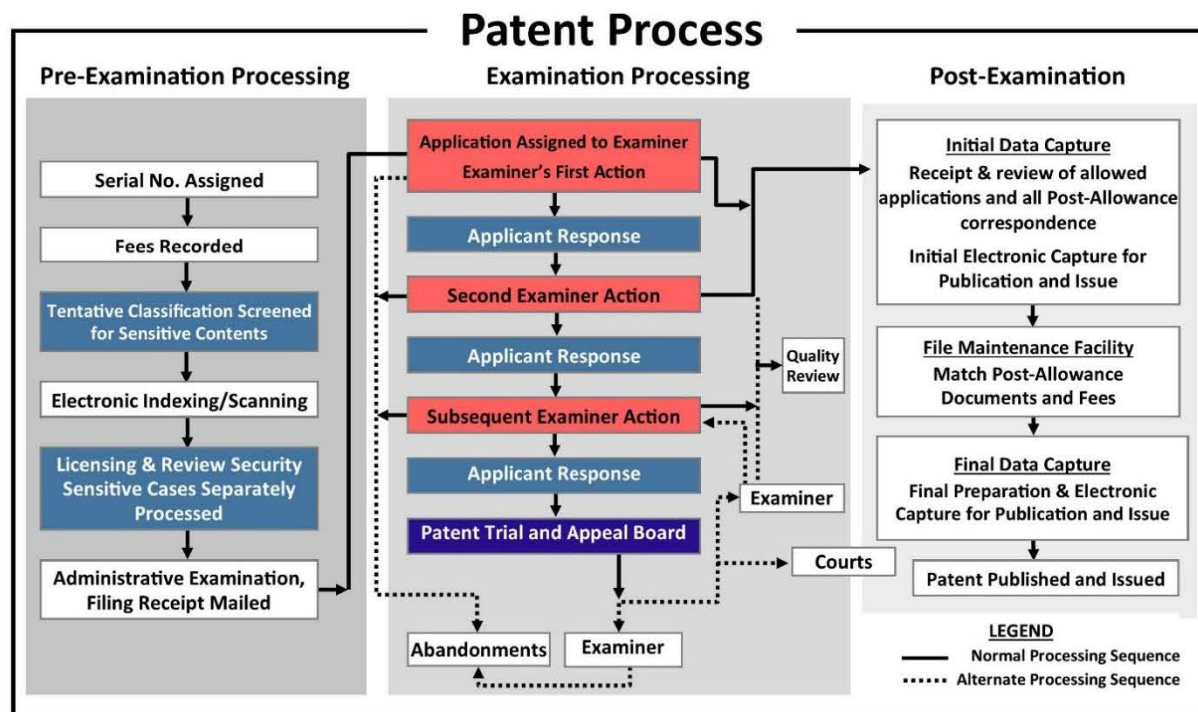 Patent Process
Pre-Examination Processing
Serial No. Assigned
Fees Recorded
Tentative Classification Screened
for Sensitive Contents
Electronic Indexing/Scanning
Licensing & Review Security
Sensitive Cases Separately
Processed
Administrative Examination,
Filing Receipt Mailed
Examination Processing
Application Assigned to Examiner
Examiner's First Action
Applicant Response
Second Examiner Action
Applicant Response
Quality
Review
Subsequent Examiner Action
Applicant Response
Examiner
Patent Trial and Appeal Board
Courts
Abandonments
Examiner
Post-Examination
Initial Data Capture
Receipt & review of allowed
applications and all Post-Allowance
correspondence
Initial Electronic Capture for
Publication and Issue
File Maintenance Facility
Match Post-Allowance
Documents and Fees
Final Data Capture
Final Preparation & Electronic
Capture for Publication and Issue
Patent Published and Issued
LEGEND
Normal Processing Sequence
Alternate Processing Sequence